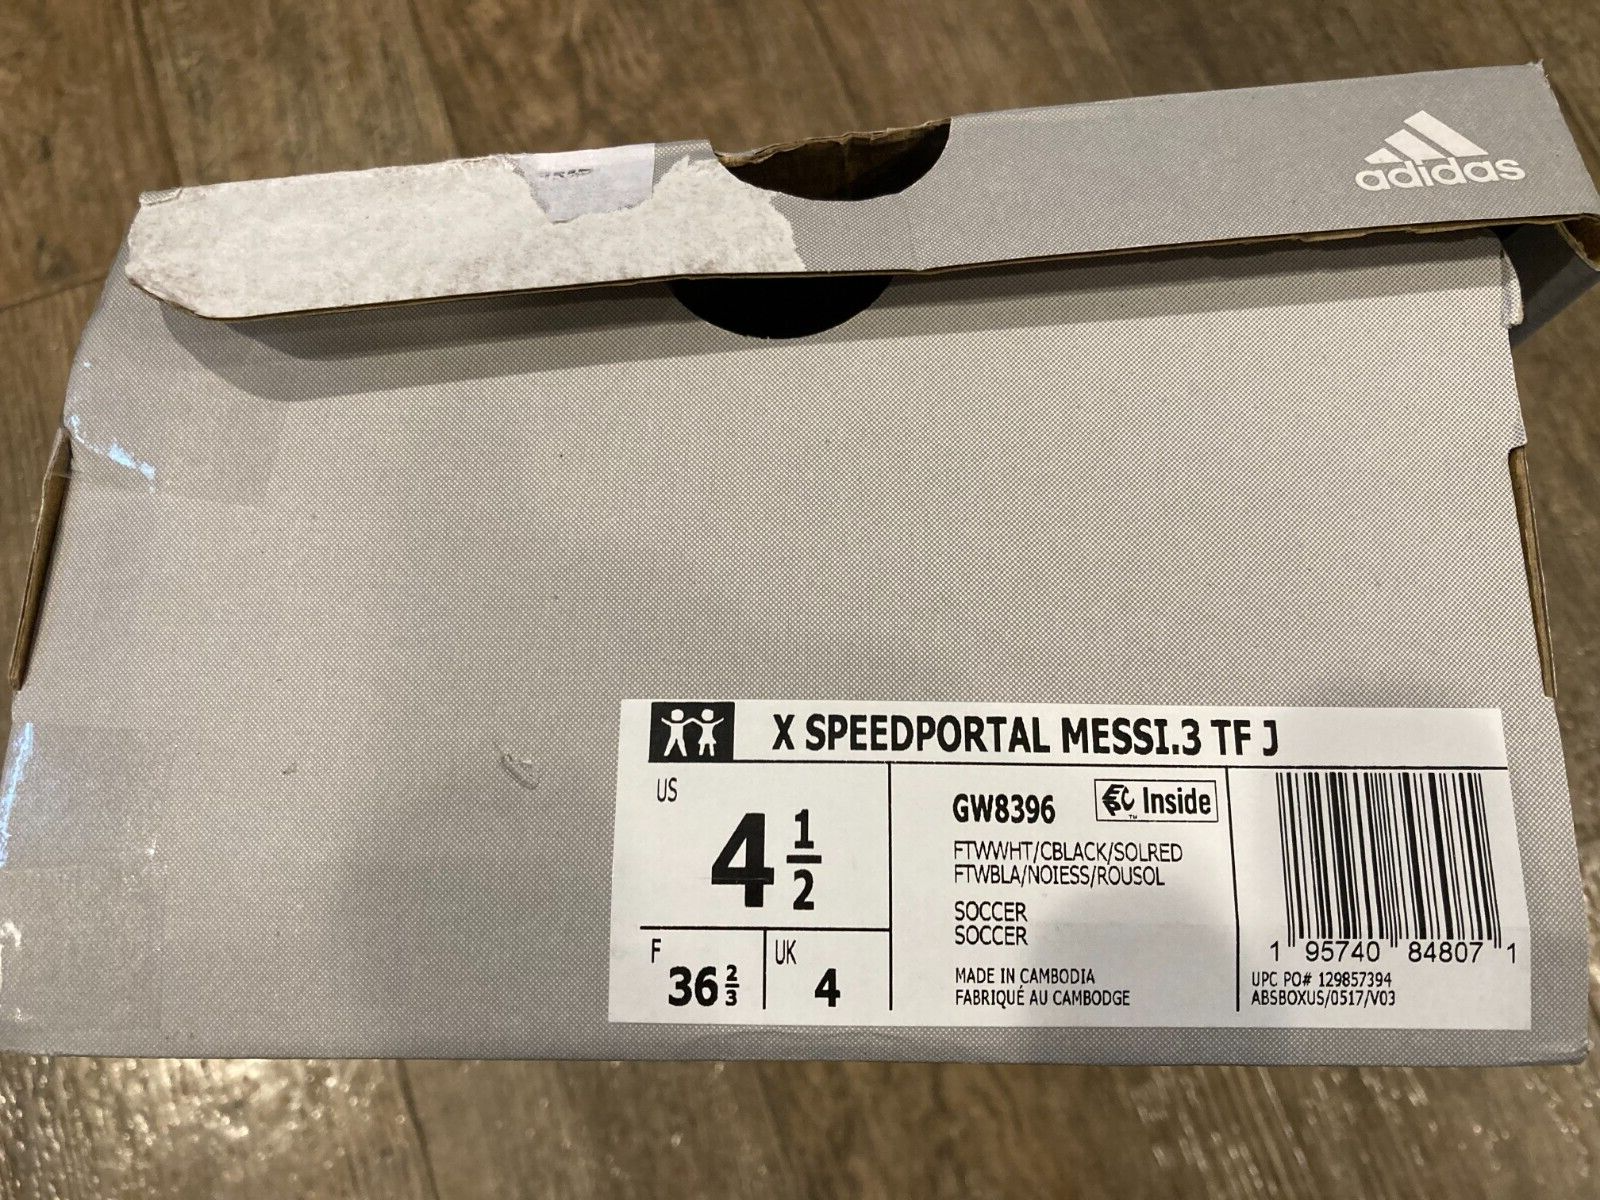 adidas
X SPEEDPORTAL MESSI.3 TF J
US
4 1/2
F
36 2/3
UK
4
GW8396
Inside
TM
FTWWHT/CBLACK/SOLRED
FTWBLA/NOIESS/ROUSOL
SOCCER
SOCCER
MADE IN CAMBODIA
FABRIQUÉ AU CAMBODGE
1 95740 84807 1
UPC PO# 129857394
ABSBOXUS/0517/V03